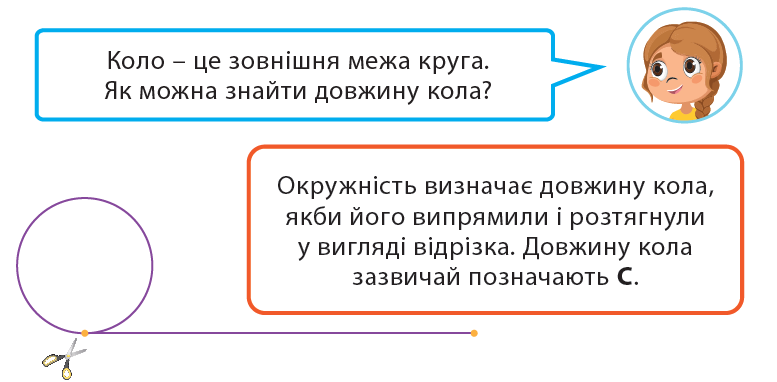 Коло – це зовнішня межа круга.
Як можна знайти довжину кола?
Окружність визначає довжину кола,
якби його випрямили і розтягнули
у вигляді відрізка. Довжину кола
зазвичай позначають C.